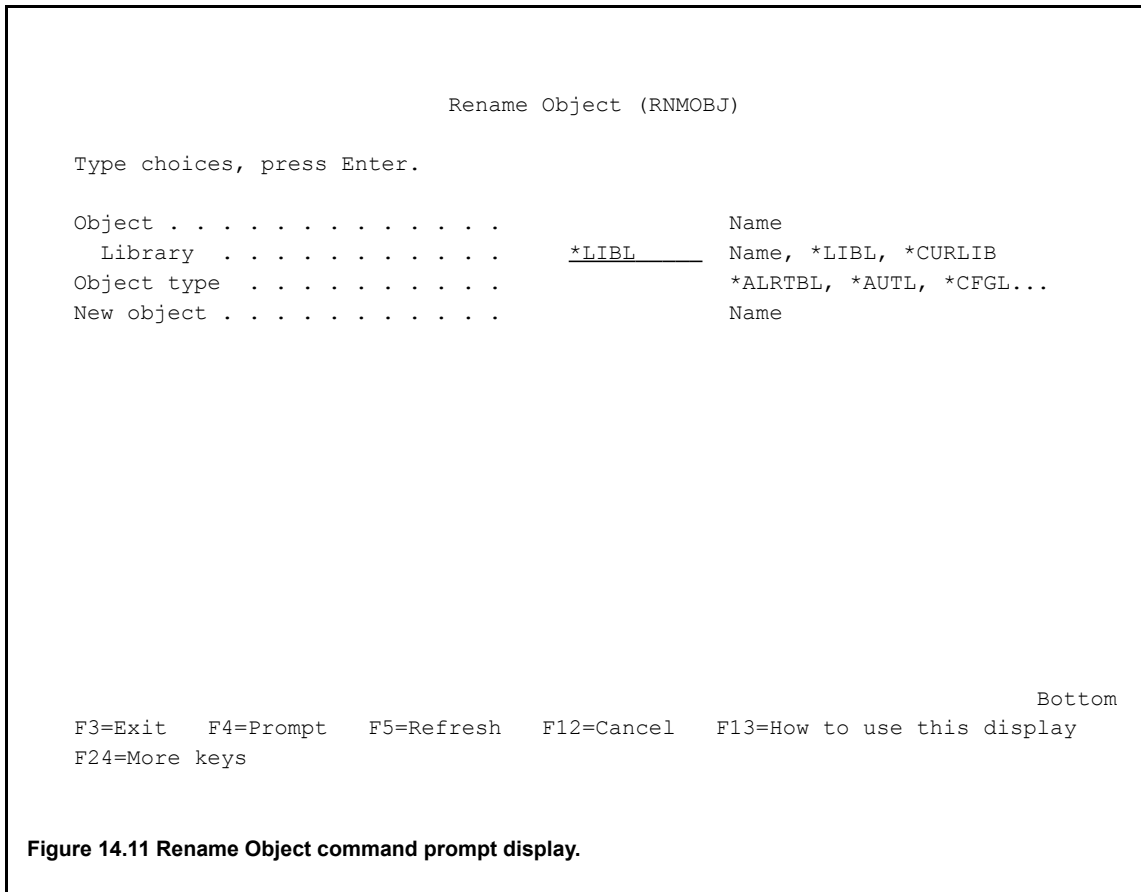 Rename Object (RNMOBJ)
Type choices, press Enter.
Object . . . . . . . . . . . . . Name
Library . . . . . . . . . . . *LIBL Name, *LIBL, *CURLIB
Object type . . . . . . . . . . *ALRTBL, *AUTL, *CFGL...
New object . . . . . . . . . . . Name
Bottom
F3=Exit F4=Prompt F5=Refresh F12=Cancel F13=How to use this display
F24=More keys
Figure 14.11 Rename Object command prompt display.